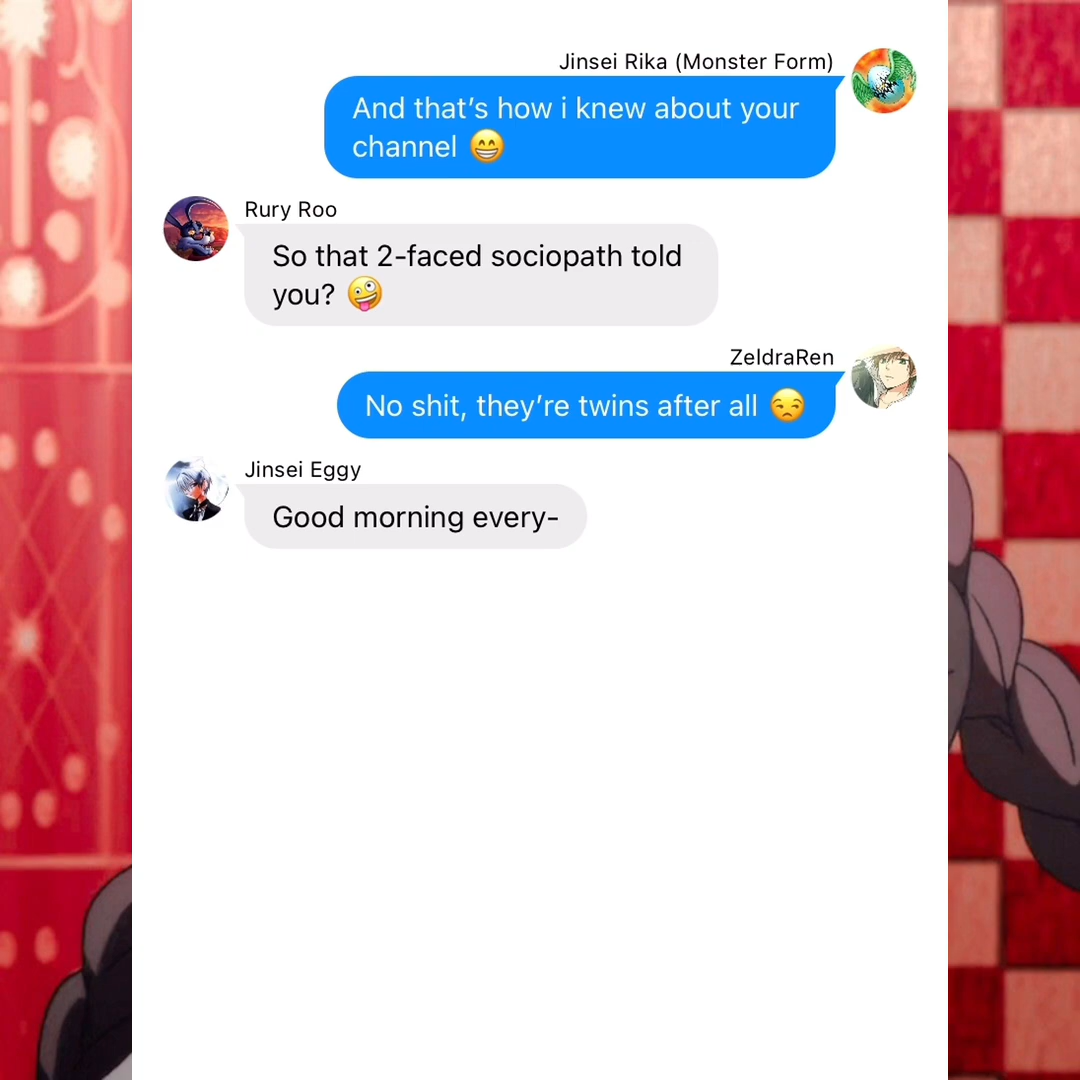 Jinsei Rika (Monster Form)
And that’s how i knew about your
channel 😁
Rury Roo
So that 2-faced sociopath told
you? 🤪
ZeldraRen
No shit, they’re twins after all 😒
Jinsei Eggy
Good morning every-